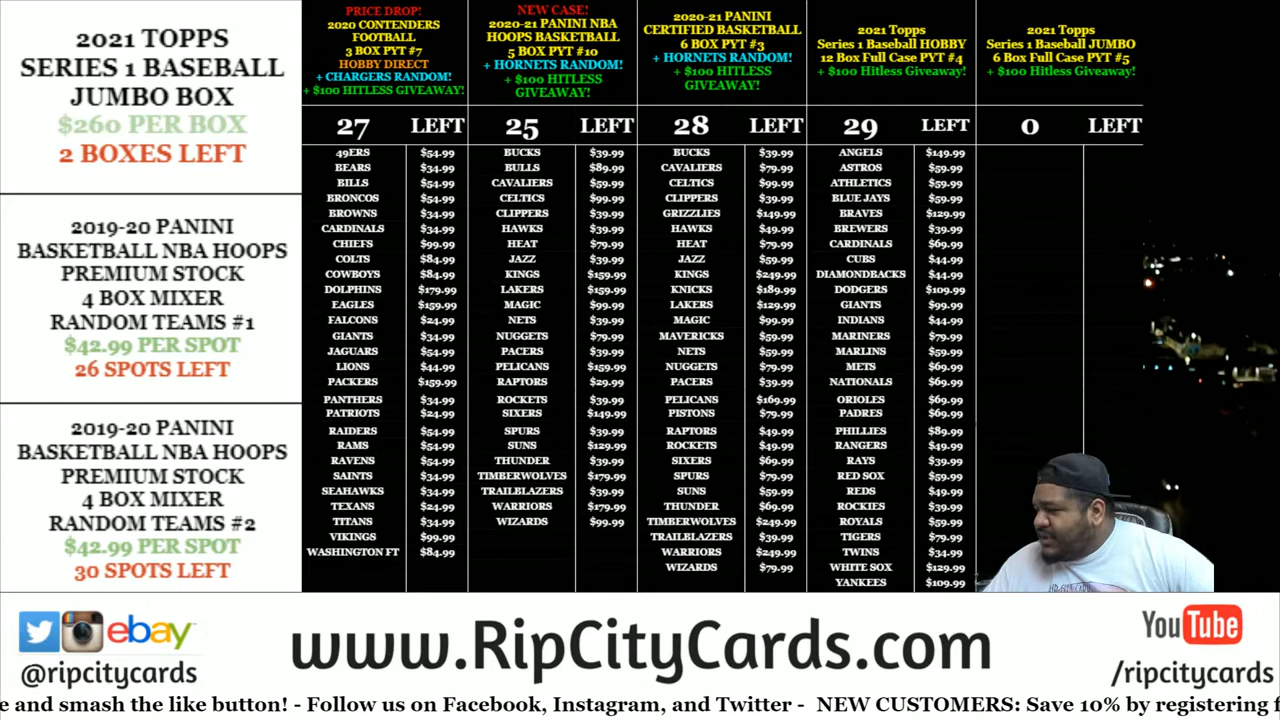 2021 TOPPS
SERIES 1 BASEBALL
JUMBO BOX
$260 PER BOX
2 BOXES LEFT
2019-20 PANINI
BASKETBALL NBA HOOPS
PREMIUM STOCK
4 BOX MIXER
RANDOM TEAMS #1
$42.99 PER SPOT
26 SPOTS LEFT
2019-20 PANINI
BASKETBALL NBA HOOPS
PREMIUM STOCK
4 BOX MIXER
RANDOM TEAMS #2
$42.99 PER SPOT
30 SPOTS LEFT
PRICE DROP!
2020 CONTENDERS
FOOTBALL
3 BOX PYT #7
HOBBY DIRECT
+ CHARGERS RANDOM!
+ $100 HITLESS GIVEAWAY!
27 LEFT
49ERS $54.99
BEARS $34.99
BILLS $54.99
BRONCOS $54.99
BROWNS $34.99
CARDINALS $34.99
CHIEFS $99.99
COLTS $84.99
COWBOYS $84.99
DOLPHINS $179.99
EAGLES $159.99
FALCONS $24.99
GIANTS $34.99
JAGUARS $54.99
LIONS $44.99
PACKERS $159.99
PANTHERS $34.99
PATRIOTS $24.99
RAIDERS $54.99
RAMS $54.99
RAVENS $54.99
SAINTS $34.99
SEAHAWKS $34.99
TEXANS $24.99
TITANS $34.99
VIKINGS $99.99
WASHINGTON FT $84.99
NEW CASE!
2020-21 PANINI NBA
HOOPS BASKETBALL
5 BOX PYT #10
+ HORNETS RANDOM!
+ $100 HITLESS
GIVEAWAY!
25 LEFT
BUCKS $39.99
BULLS $89.99
CAVALIERS $59.99
CELTICS $99.99
CLIPPERS $39.99
HAWKS $39.99
HEAT $79.99
JAZZ $39.99
KINGS $159.99
LAKERS $159.99
MAGIC $99.99
NETS $39.99
NUGGETS $79.99
PACERS $39.99
PELICANS $159.99
RAPTORS $29.99
ROCKETS $39.99
SIXERS $149.99
SPURS $39.99
SUNS $129.99
THUNDER $39.99
TIMBERWOLVES $179.99
TRAILBLAZERS $39.99
WARRIORS $179.99
WIZARDS $99.99
2020-21 PANINI
CERTIFIED BASKETBALL
6 BOX PYT #3
+ HORNETS RANDOM!
+ $100 HITLESS
GIVEAWAY!
28 LEFT
BUCKS $39.99
CAVALIERS $79.99
CELTICS $99.99
CLIPPERS $39.99
GRIZZLIES $149.99
HAWKS $49.99
HEAT $79.99
JAZZ $59.99
KINGS $249.99
KNICKS $189.99
LAKERS $129.99
MAGIC $99.99
MAVERICKS $59.99
NETS $59.99
NUGGETS $79.99
PACERS $39.99
PELICANS $169.99
PISTONS $79.99
RAPTORS $49.99
ROCKETS $49.99
SIXERS $69.99
SPURS $79.99
SUNS $59.99
THUNDER $69.99
TIMBERWOLVES $249.99
TRAILBLAZERS $39.99
WARRIORS $249.99
WIZARDS $79.99
2021 Topps
Series 1 Baseball HOBBY
12 Box Full Case PYT #4
+ $100 Hitless Giveaway!
29 LEFT
ANGELS $149.99
ASTROS $59.99
ATHLETICS $59.99
BLUE JAYS $59.99
BRAVES $129.99
BREWERS $39.99
CARDINALS $69.99
CUBS $44.99
DIAMONDBACKS $44.99
DODGERS $109.99
GIANTS $99.99
INDIANS $44.99
MARINERS $79.99
MARLINS $59.99
METS $69.99
NATIONALS $69.99
ORIOLES $69.99
PADRES $69.99
PHILLIES $89.99
RANGERS $49.99
RAYS $39.99
RED SOX $59.99
REDS $49.99
ROCKIES $39.99
ROYALS $59.99
TIGERS $79.99
TWINS $34.99
WHITE SOX $129.99
YANKEES $109.99
2021 Topps
Series 1 Baseball JUMBO
6 Box Full Case PYT #5
+ $100 Hitless Giveaway!
0 LEFT
ebay
@ripcitycards
www.RipCityCards.com
YouTube
/ripcitycards
e and smash the like button! - Follow us on Facebook, Instagram, and Twitter - NEW CUSTOMERS: Save 10% by registering